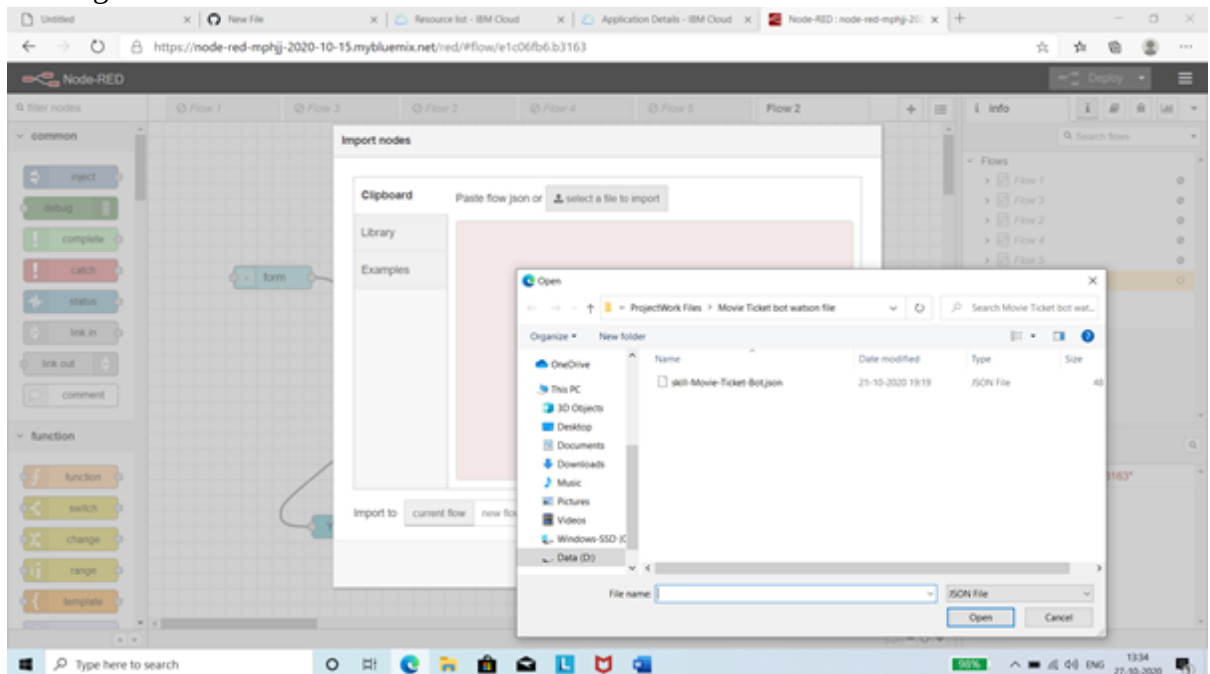 Untitled
New File
Resource list - IBM Cloud
Application Details - IBM Cloud
Node-RED : node-red-mphjj-20
https://node-red-mphjj-2020-10-15.mybluemix.net/red/#flow/e1c06fb6.b3163
Node-RED
Deploy
filter nodes
Flow 1
Flow 3
Flow 2
Flow 4
Flow 5
Flow 2
i info
Search flows
common
inject
debug
complete
catch
status
link in
link out
comment
function
function
switch
change
range
template
form
Import nodes
Clipboard
Paste flow json or
select a file to import
Library
Examples
Import to
current flow
new flow
Flows
Flow 1
Flow 3
Flow 2
Flow 4
Flow 5
3163"
Open
ProjectWork Files > Movie Ticket bot watson file
Search Movie Ticket bot wat...
Organize
New folder
OneDrive
This PC
3D Objects
Desktop
Documents
Downloads
Music
Pictures
Videos
Windows-SSD (C
Data (D:)
Name
Date modified
Type
Size
skill-Movie-Ticket-Bot.json
21-10-2020 19:19
JSON File
48
File name:
JSON File
Open
Cancel
Type here to search
98%
ENG
13:34
27-10-2020